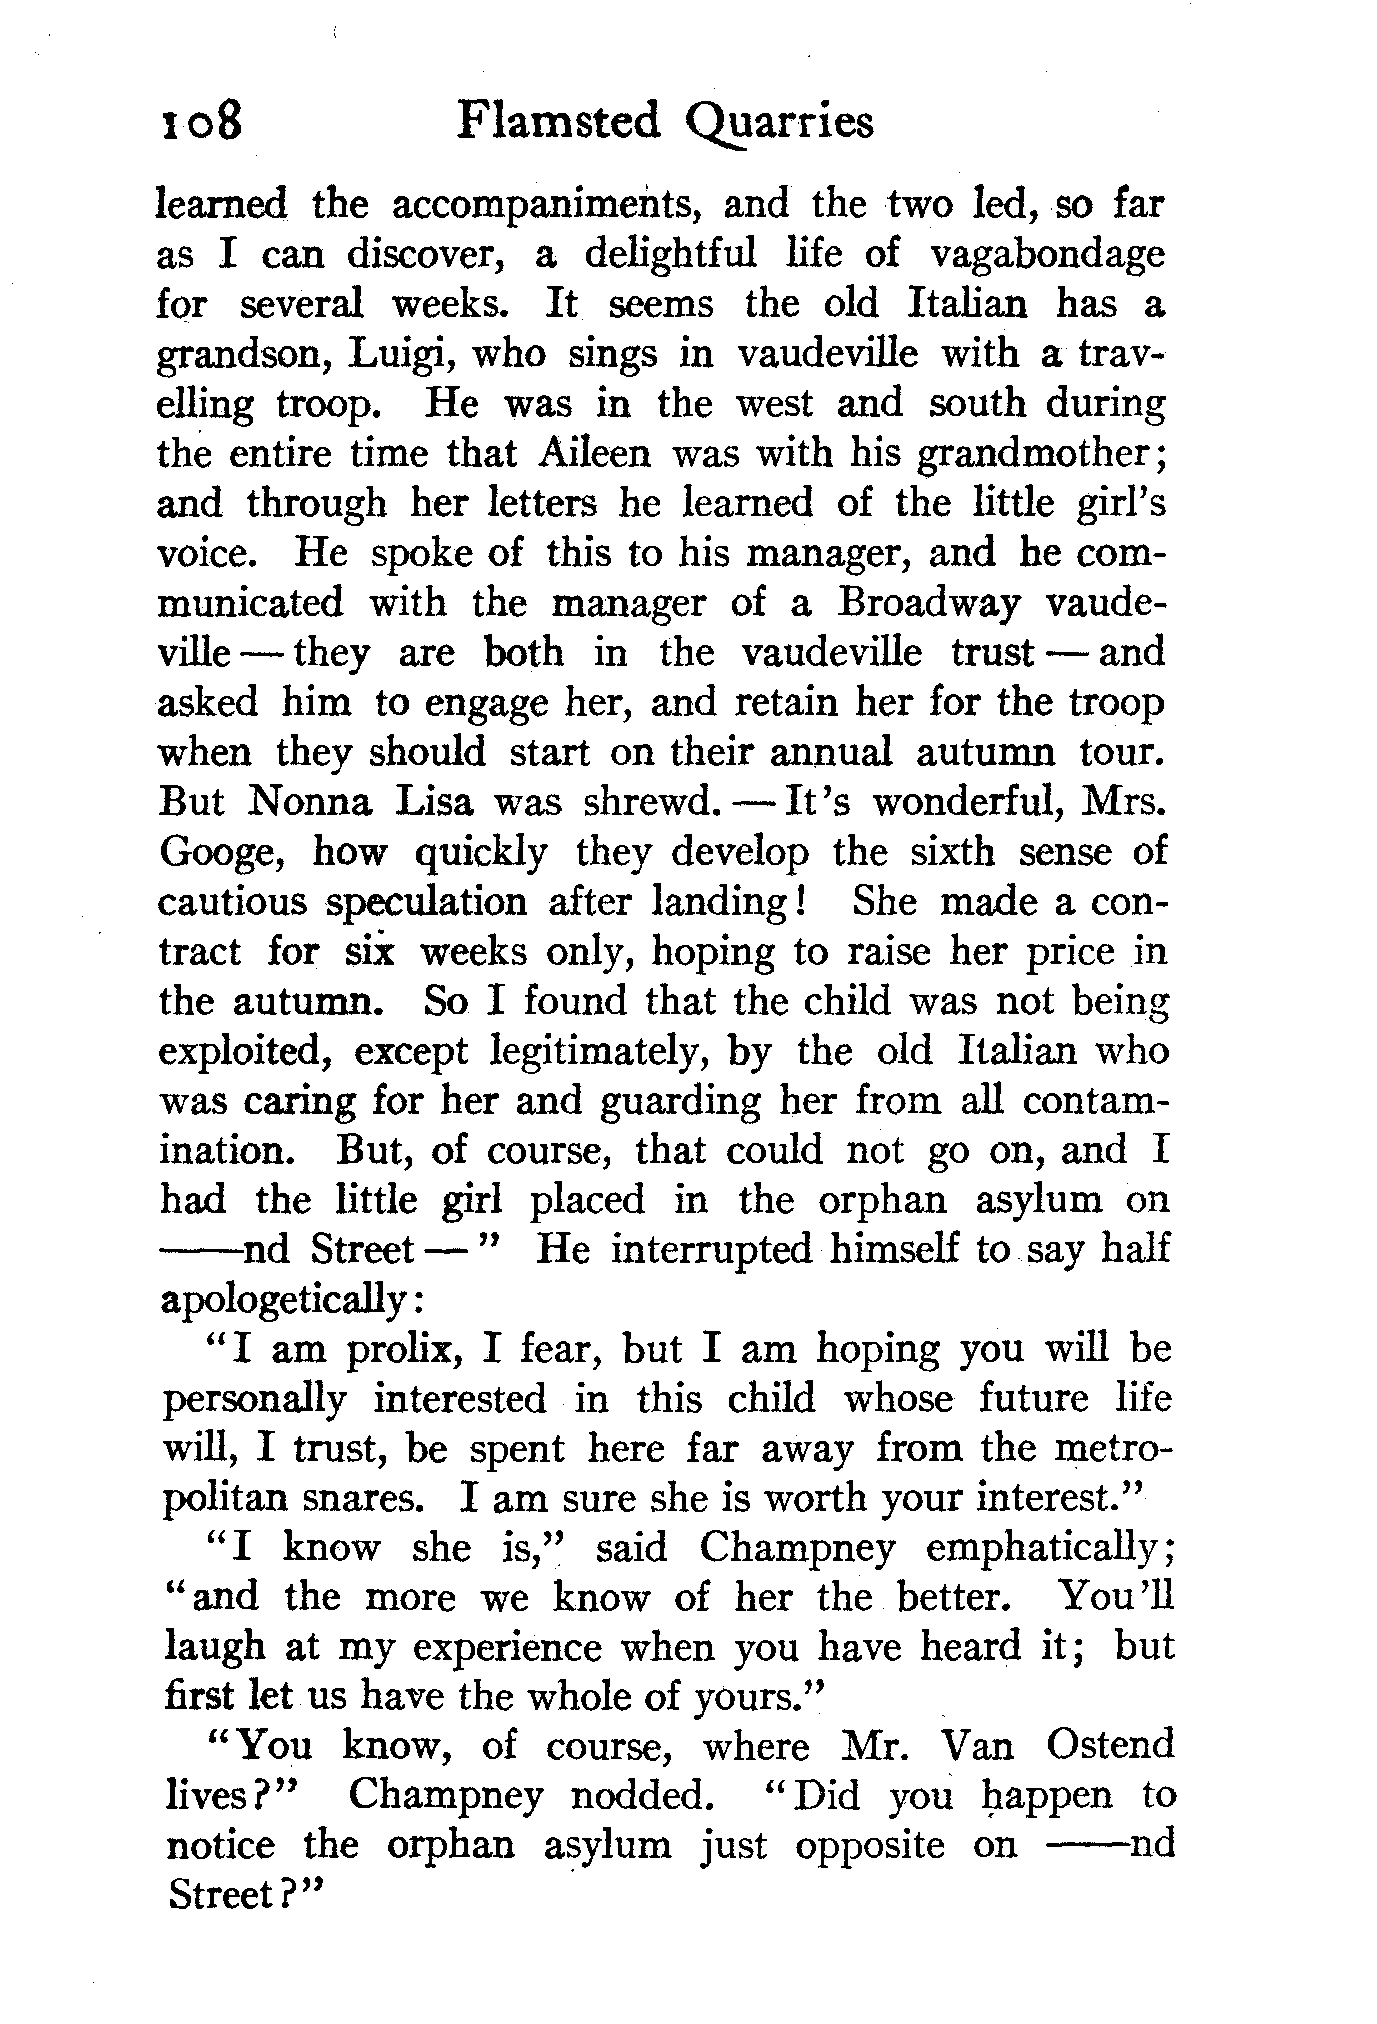 108 Flamsted Quarries
learned the accompaniments, and the two led, so far
as I can discover, a delightful life of vagabondage
for several weeks. It seems the old Italian has a
grandson, Luigi, who sings in vaudeville with a trav-
elling troop. He was in the west and south during
the entire time that Aileen was with his grandmother;
and through her letters he learned of the little girl's
voice. He spoke of this to his manager, and he com-
municated with the manager of a Broadway vaude-
ville — they are both in the vaudeville trust — and
asked him to engage her, and retain her for the troop
when they should start on their annual autumn tour.
But Nonna Lisa was shrewd. — It's wonderful, Mrs.
Googe, how quickly they develop the sixth sense of
cautious speculation after landing! She made a con-
tract for six weeks only, hoping to raise her price in
the autumn. So I found that the child was not being
exploited, except legitimately, by the old Italian who
was caring for her and guarding her from all contam-
ination. But, of course, that could not go on, and I
had the little girl placed in the orphan asylum on
——nd Street — " He interrupted himself to say half
apologetically:
"I am prolix, I fear, but I am hoping you will be
personally interested in this child whose future life
will, I trust, be spent here far away from the metro-
politan snares. I am sure she is worth your interest."
"I know she is," said Champney emphatically;
"and the more we know of her the better. You'll
laugh at my experience when you have heard it; but
first let us have the whole of yours."
"You know, of course, where Mr. Van Ostend
lives?" Champney nodded. "Did you happen to
notice the orphan asylum just opposite on ——nd
Street?"